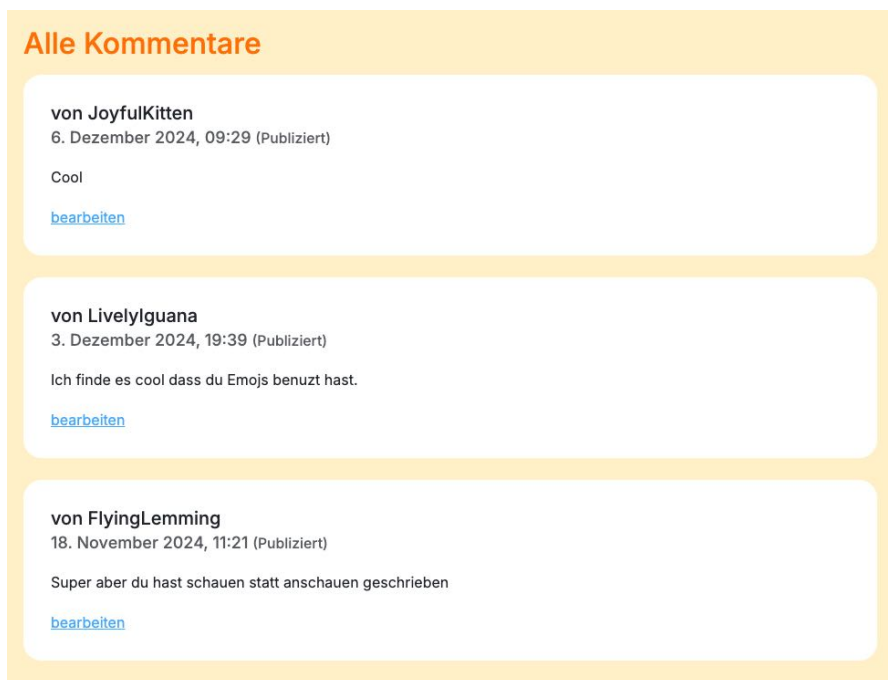 Alle Kommentare
von JoyfulKitten
6. Dezember 2024, 09:29 (Publiziert)
Cool
bearbeiten
von LivelyIguana
3. Dezember 2024, 19:39 (Publiziert)
Ich finde es cool dass du Emojs benuzt hast.
bearbeiten
von FlyingLemming
18. November 2024, 11:21 (Publiziert)
Super aber du hast schauen statt anschauen geschrieben
bearbeiten